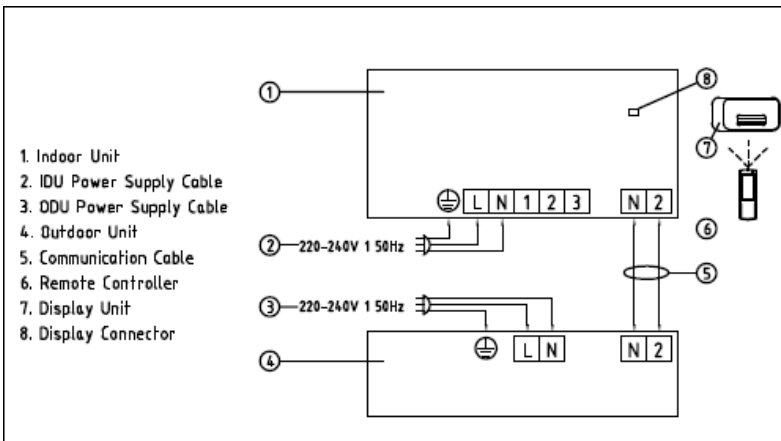 ①
⑧
⑦
1. Indoor Unit
2. IDU Power Supply Cable
3. ODU Power Supply Cable
4. Outdoor Unit
5. Communication Cable
6. Remote Controller
7. Display Unit
8. Display Connector
L N 1 2 3 N 2
⑥
② 220-240V 1 50Hz
⑤
③ 220-240V 1 50Hz
L N N 2
④